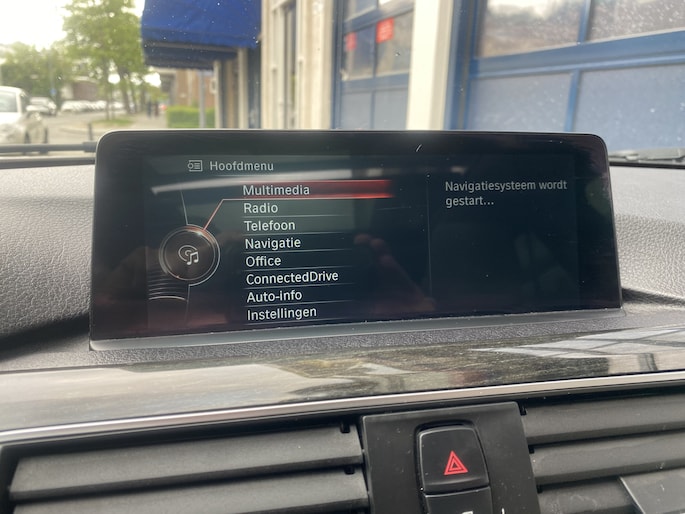 Hoofdmenu
Multimedia
Radio
Telefoon
Navigatie
Office
ConnectedDrive
Auto-info
Instellingen
Navigatiesysteem wordt
gestart...